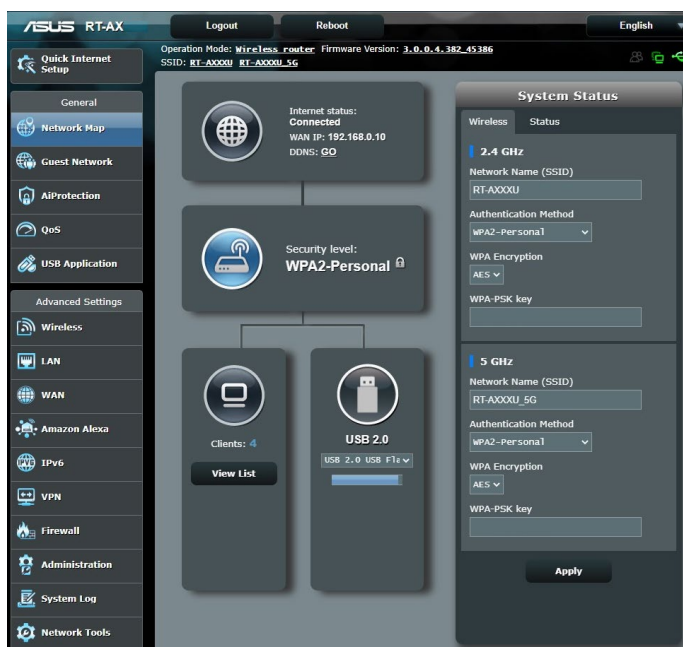 ASUS RT-AX
Logout
Reboot
English
Quick Internet
Setup
Operation Mode: Wireless router Firmware Version: 3.0.0.4.382_45386
SSID: RT-AXXXU RT-AXXXU_5G
General
Network Map
Guest Network
AiProtection
QoS
USB Application
Advanced Settings
Wireless
LAN
WAN
Amazon Alexa
IPv6
VPN
Firewall
Administration
System Log
Network Tools
Internet status:
Connected
WAN IP: 192.168.0.10
DDNS: GO
Security level:
WPA2-Personal
Clients: 4
View List
USB 2.0
USB 2.0 USB Fla
System Status
Wireless Status
2.4 GHz
Network Name (SSID)
RT-AXXXU
Authentication Method
WPA2-Personal
WPA Encryption
AES
WPA-PSK key
5 GHz
Network Name (SSID)
RT-AXXXU_5G
Authentication Method
WPA2-Personal
WPA Encryption
AES
WPA-PSK key
Apply